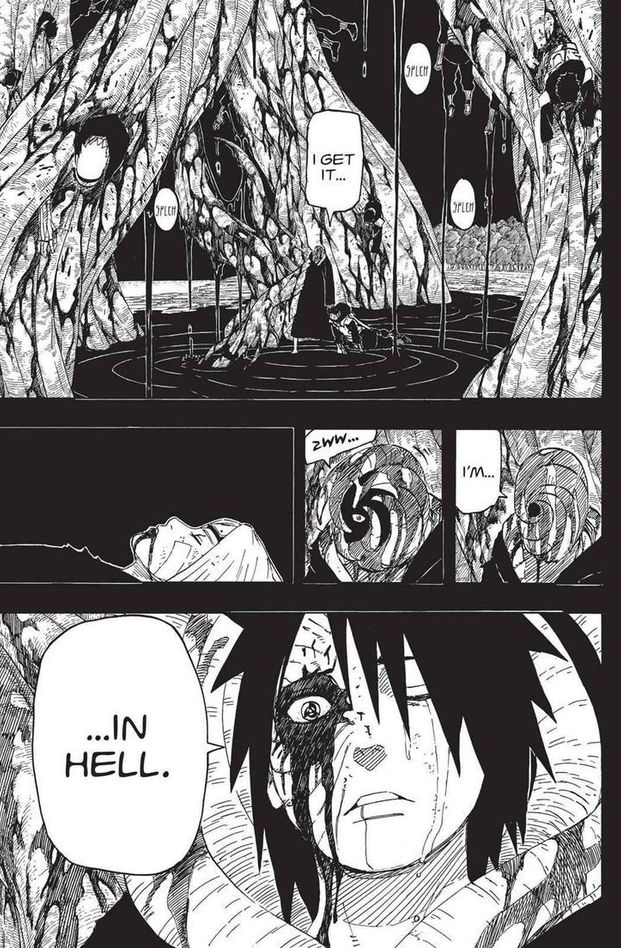 SPLCH
I GET
IT...
SPLCH
SPLCH
I'M...
ZWW...
...IN
HELL.